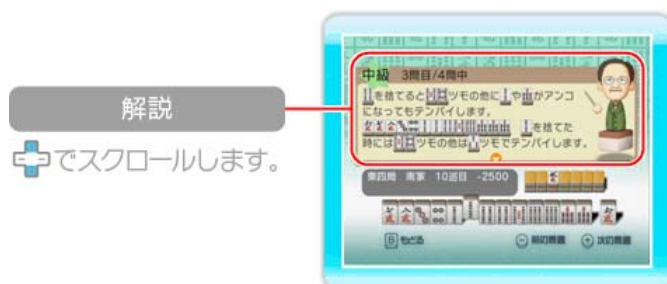 解説
でスクロールします。
中級 3問目/4問中
を捨てるとツモの他にやがアンコ
になってもテンパイします。
を捨てた
時にはツモの他はツモでテンパイします。
東四局 南家 10巡目 -2500
B もどる
- 前の問題
+ 次の問題